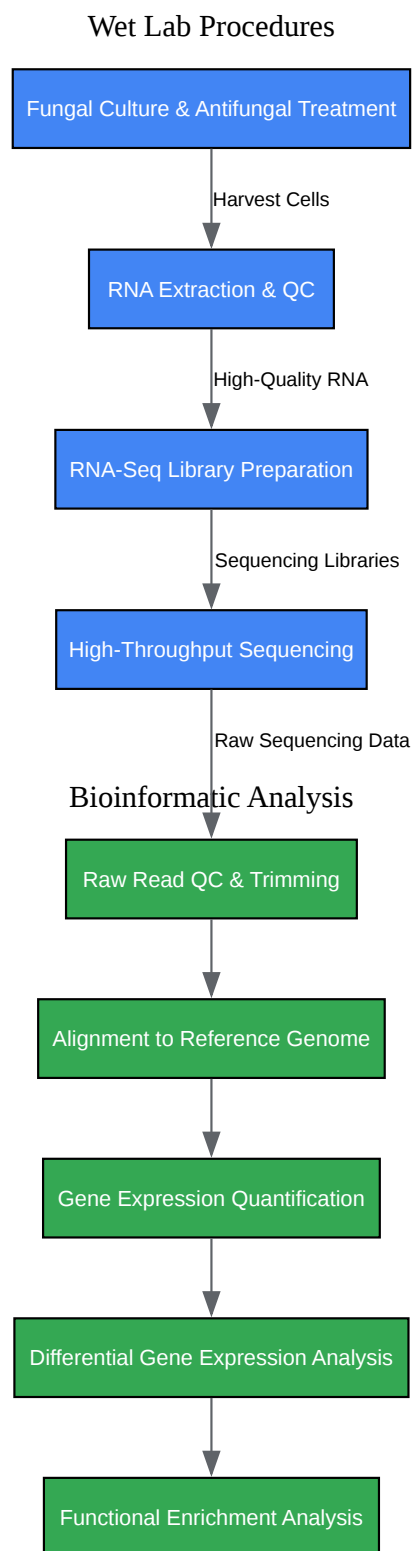 Wet Lab Procedures
Fungal Culture & Antifungal Treatment
Harvest Cells
RNA Extraction & QC
High-Quality RNA
RNA-Seq Library Preparation
Sequencing Libraries
High-Throughput Sequencing
Raw Sequencing Data
Bioinformatic Analysis
Raw Read QC & Trimming
Alignment to Reference Genome
Gene Expression Quantification
Differential Gene Expression Analysis
Functional Enrichment Analysis